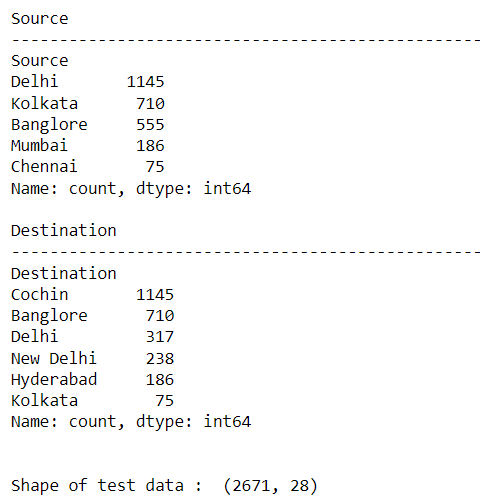 Source
-----------------------------------------------
Source
Delhi       1145
Kolkata      710
Banglore     555
Mumbai       186
Chennai       75
Name: count, dtype: int64
Destination
-----------------------------------------------
Destination
Cochin       1145
Banglore      710
Delhi         317
New Delhi     238
Hyderabad     186
Kolkata        75
Name: count, dtype: int64
Shape of test data :  (2671, 28)